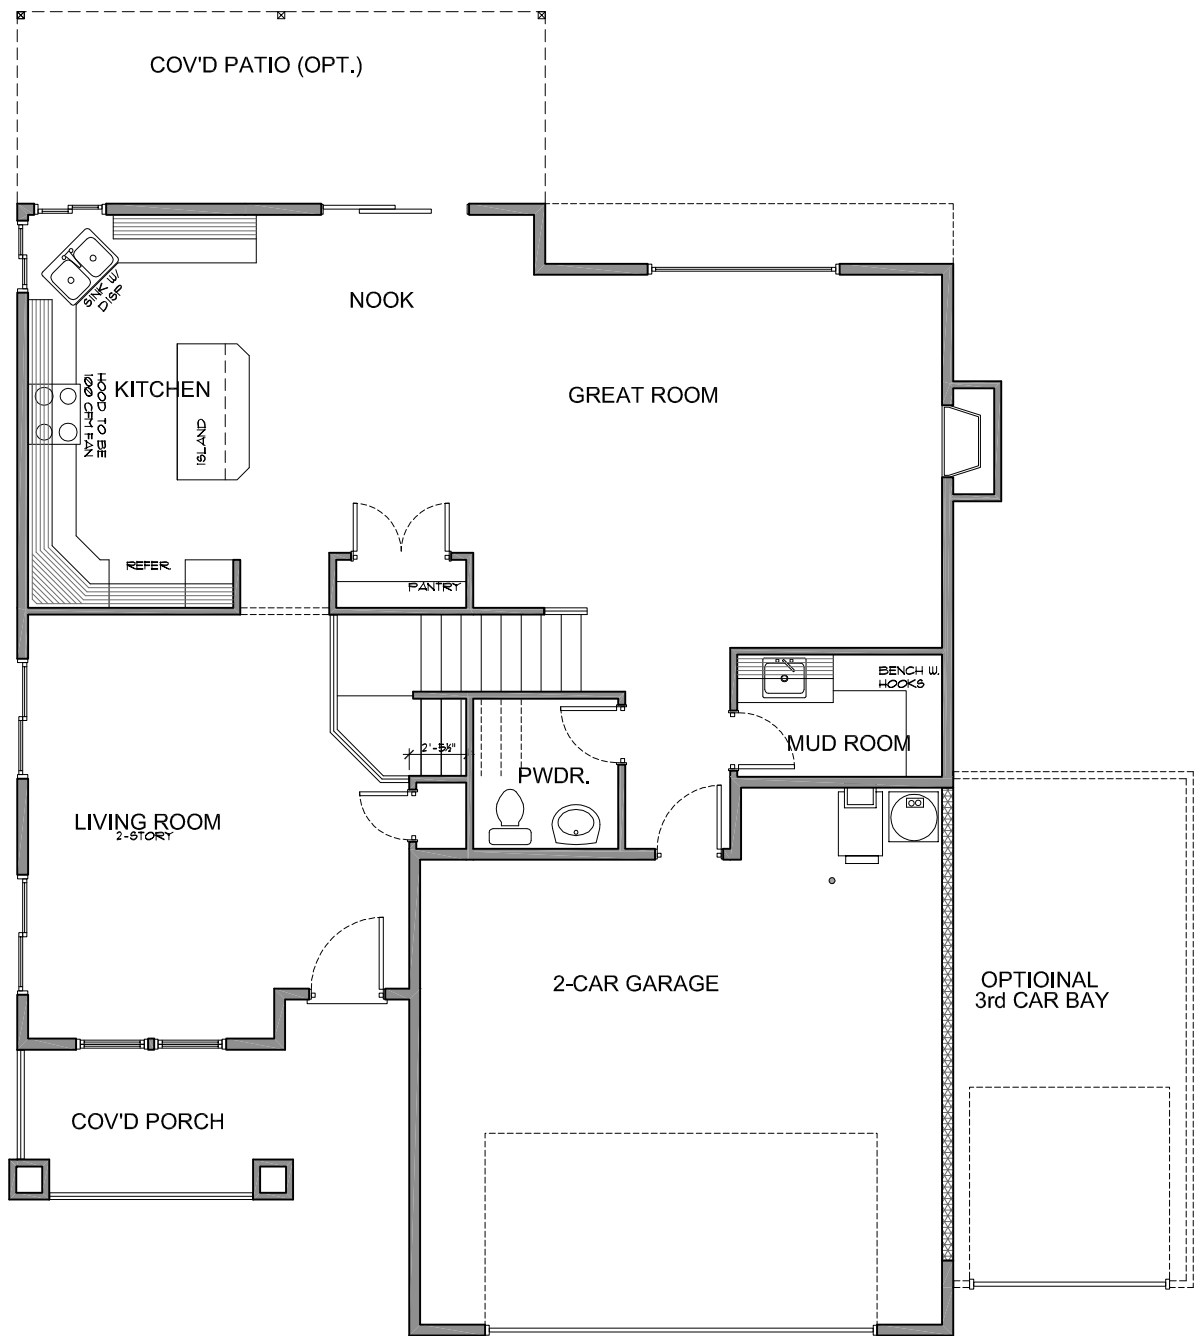 COV'D PATIO (OPT.)
SINK W/
DISP
NOOK
KITCHEN
HOOD TO BE
100 CFM FAN
ISLAND
GREAT ROOM
REFER.
PANTRY
BENCH W.
HOOKS
MUD ROOM
2'-5½"
PWDR.
LIVING ROOM
2-STORY
2-CAR GARAGE
OPTIOINAL
3rd CAR BAY
COV'D PORCH